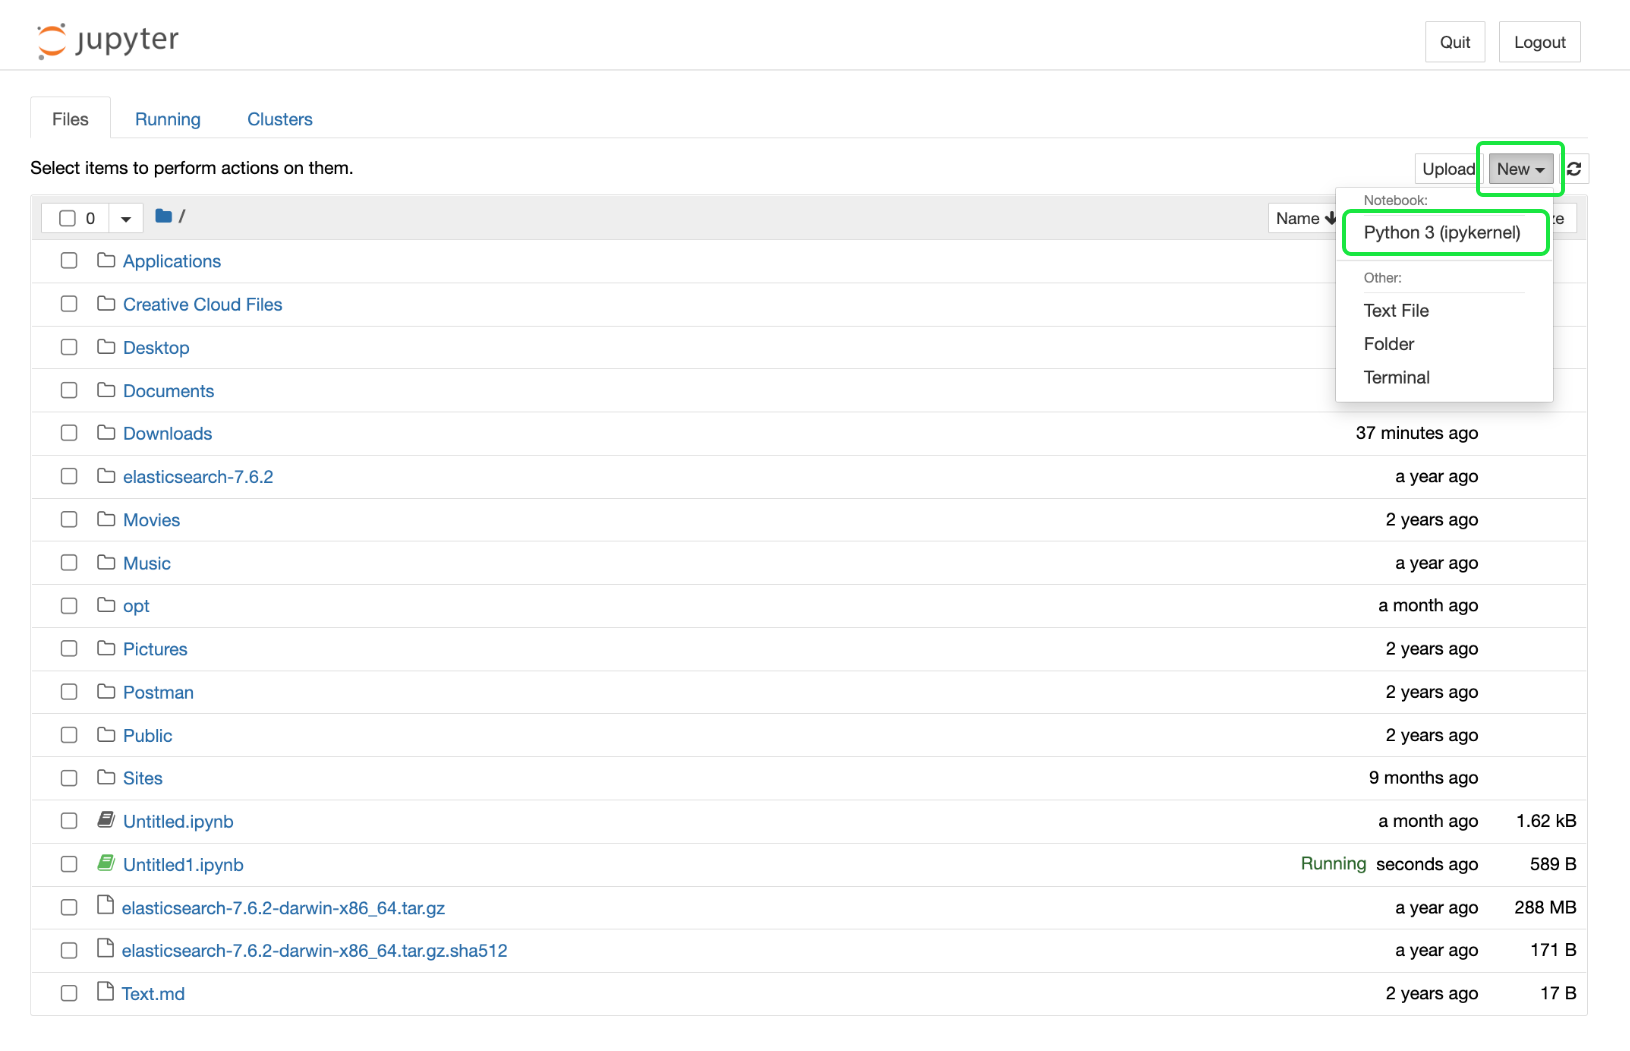 jupyter
Quit
Logout
Files
Running
Clusters
Select items to perform actions on them.
Upload
New
0
/
Name
ze
Notebook:
Python 3 (ipykernel)
Other:
Text File
Folder
Terminal
Applications
Creative Cloud Files
Desktop
Documents
Downloads 37 minutes ago
elasticsearch-7.6.2 a year ago
Movies 2 years ago
Music a year ago
opt a month ago
Pictures 2 years ago
Postman 2 years ago
Public 2 years ago
Sites 9 months ago
Untitled.ipynb a month ago 1.62 kB
Untitled1.ipynb Running seconds ago 589 B
elasticsearch-7.6.2-darwin-x86_64.tar.gz a year ago 288 MB
elasticsearch-7.6.2-darwin-x86_64.tar.gz.sha512 a year ago 171 B
Text.md 2 years ago 17 B